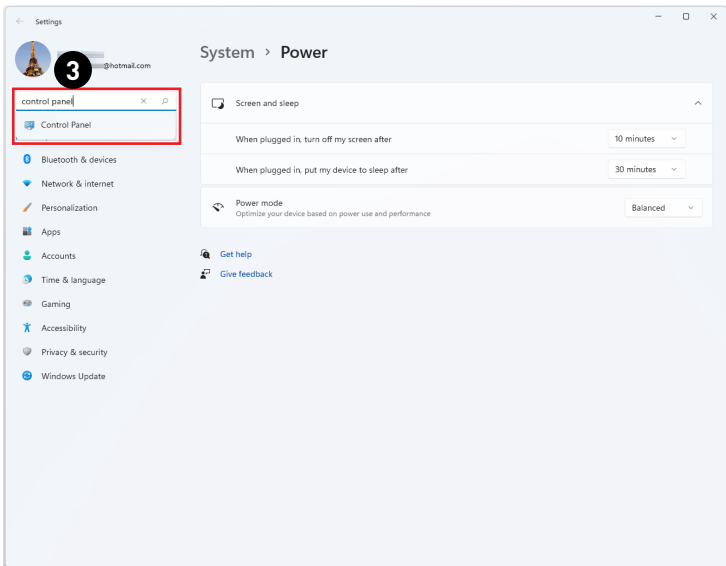 Settings
@hotmail.com
3
System > Power
control panel
Control Panel
Bluetooth & devices
Network & internet
Personalization
Apps
Accounts
Time & language
Gaming
Accessibility
Privacy & security
Windows Update
Screen and sleep
When plugged in, turn off my screen after 10 minutes
When plugged in, put my device to sleep after 30 minutes
Power mode
Optimize your device based on power use and performance
Balanced
Get help
Give feedback